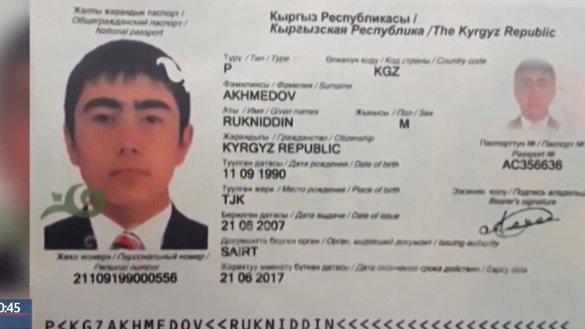 Жалпы жарандык паспорт /
Общегражданский паспорт /
National passport
Кыргыз Республикасы /
Кыргызская Республика /The Kyrgyz Republic
Түрү / Тип / Type
P
Өлкөнүн коду / Код страны / Country code
KGZ
Фамилиясы / Фамилия / Surname
AKHMEDOV
Аты / Имя / Given names
RUKNIDDIN
Жынысы / Пол / Sex
M
Жарандыгы / Гражданство / Citizenship
KYRGYZ REPUBLIC
Паспорттун № / Паспорт № /
Passport №
AC356636
Туулган датасы / Дата рождения / Date of birth
11 09 1990
Туулган жери / Место рождения / Place of birth
TJK
Ээсинин колу / Подпись владельца
Bearer's signature
Берилген датасы / Дата выдачи / Date of issue
21 06 2007
Документти берген орган / Орган, выдавший документ / Issuing authority
SAIRT
Жарактуу мөөнөтү бүткөн датасы / Дата окончания срока действия / Expiry date
21 06 2017
Жеке номери / Персональный номер /
Personal number
21109199000556
0:45
P<KGZAKHMEDOV<<RUKNIDDIN<<<<<<<<<<<